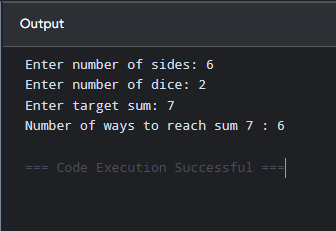 Output
Enter number of sides: 6
Enter number of dice: 2
Enter target sum: 7
Number of ways to reach sum 7 : 6
=== Code Execution Successful ===